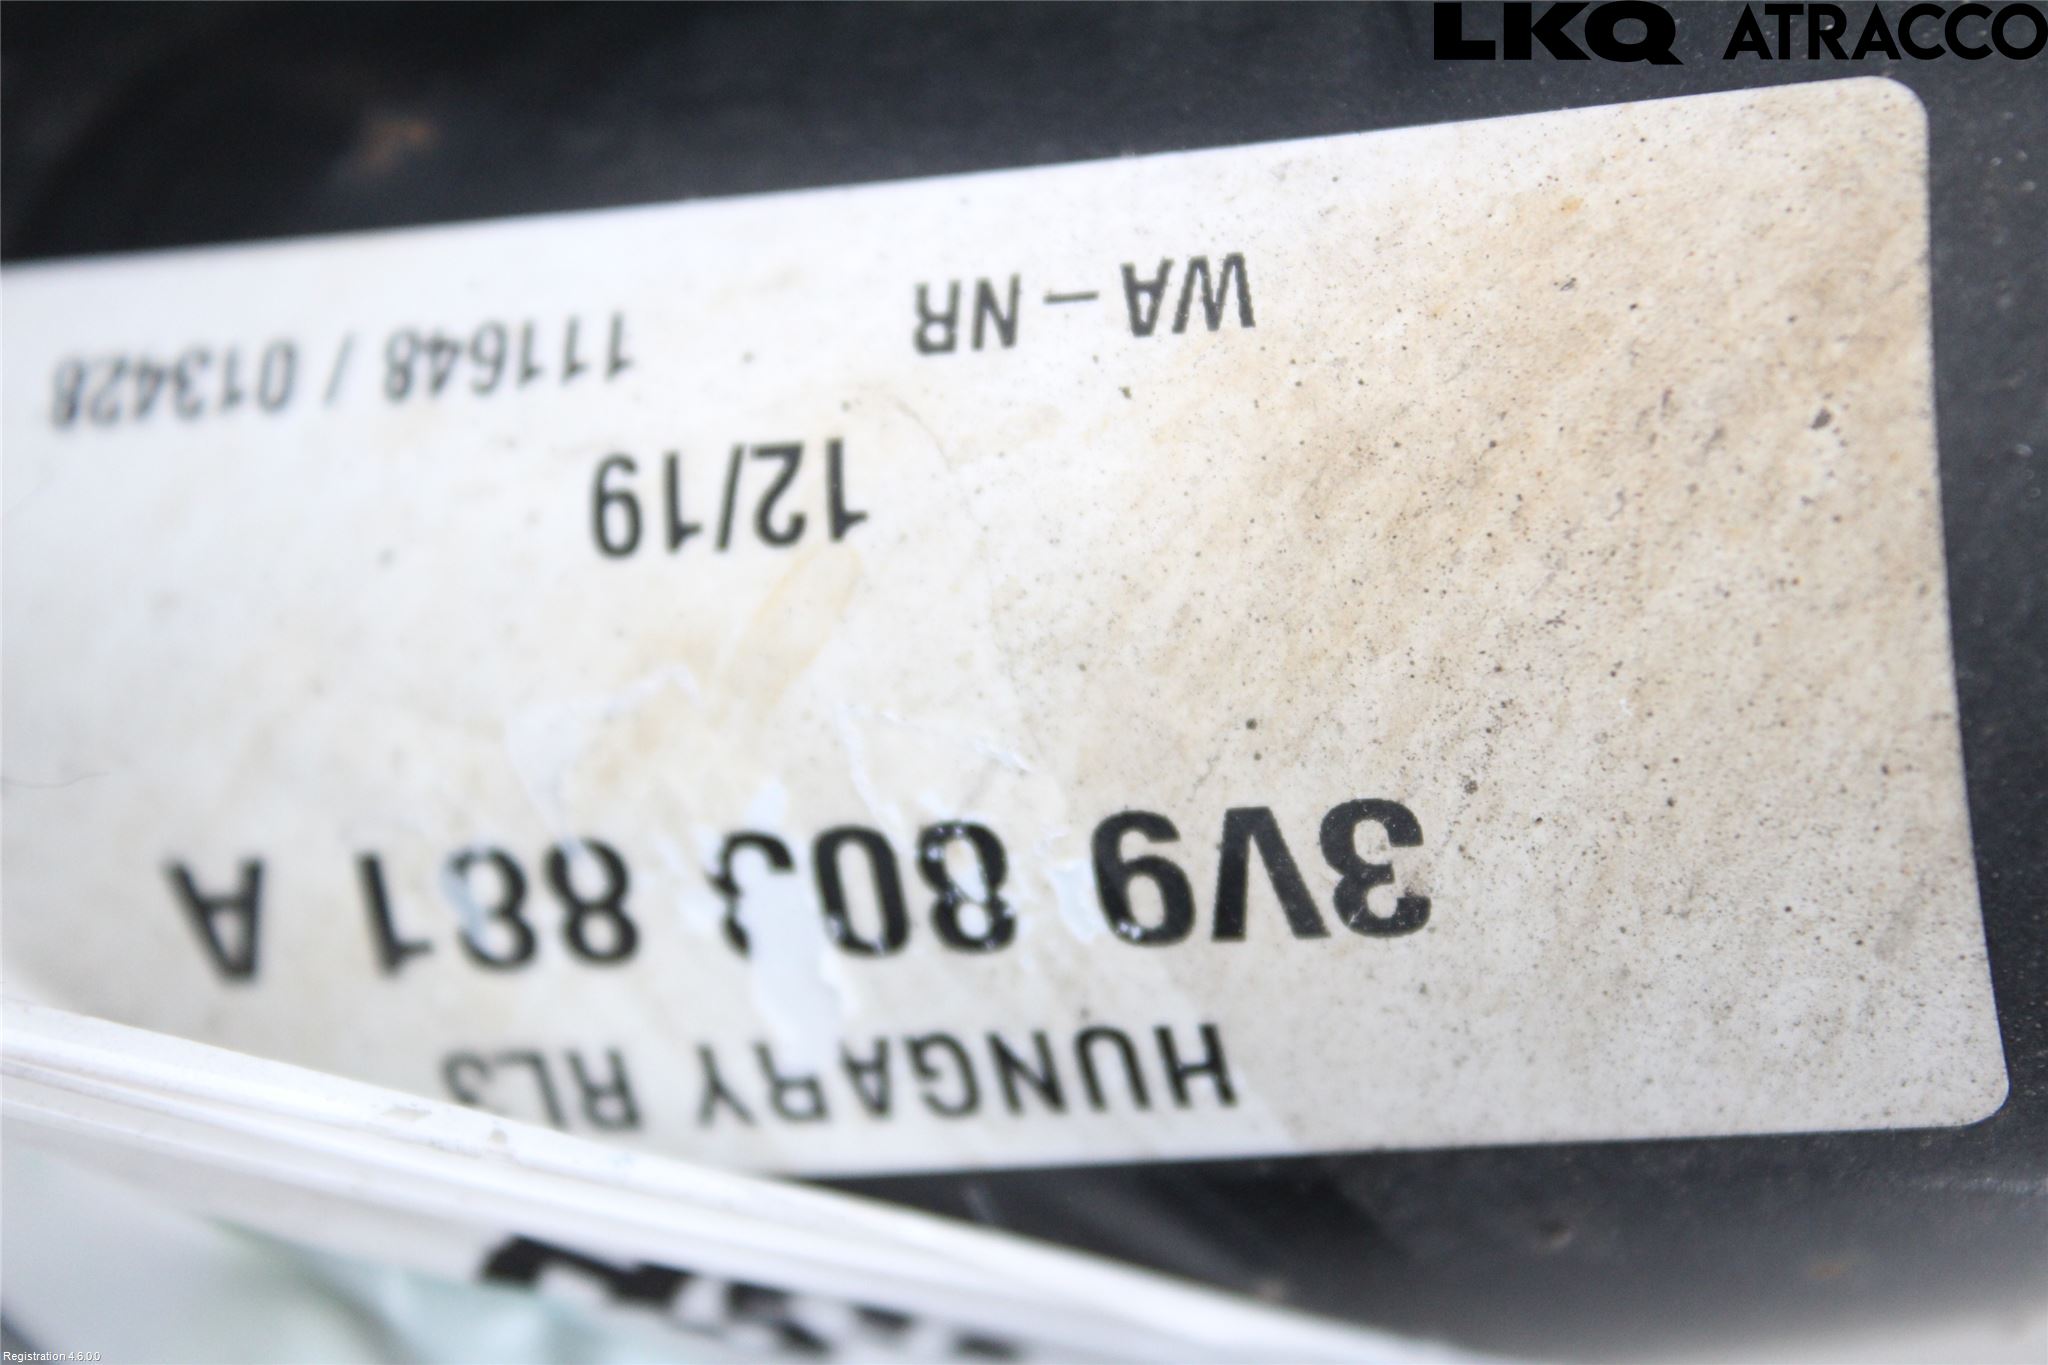 LKQ ATRACCO
HUNGARY RLS
3V9 803 881 A
12/19
WA – NR 111648 / 013428
Registration 4.6.0.0